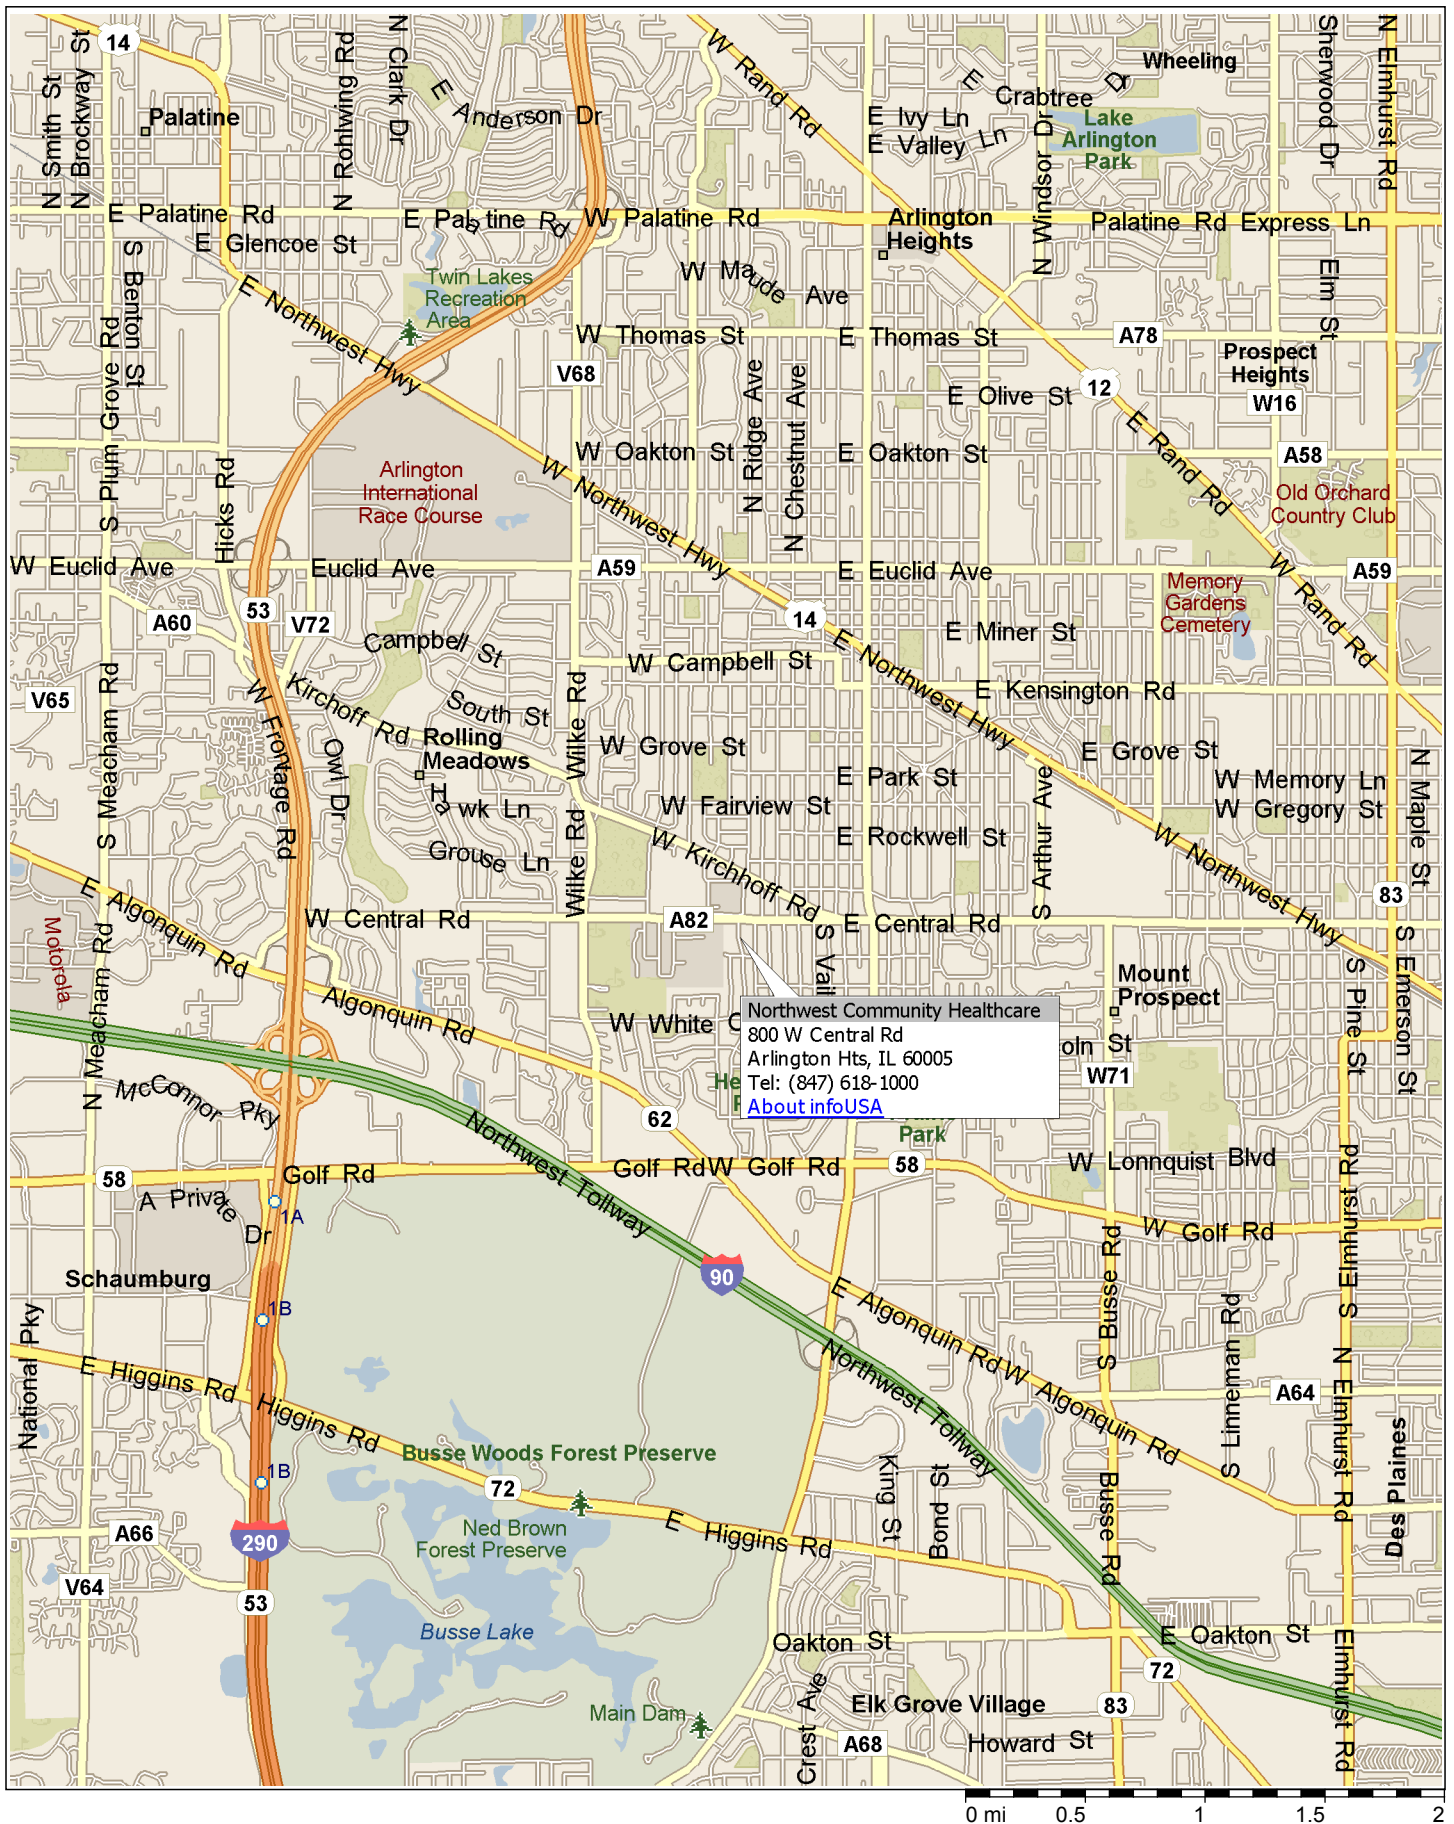 14
N Smith St
N Brockway St
N Rohlwing Rd
N Clark Dr
E Anderson Dr
W Rand Rd
E Crabtree Dr
Wheeling
Sherwood Dr
N Elmhurst Rd
Palatine
E Ivy Ln
E Valley Ln
N Windsor Dr
Lake
Arlington
Park
E Palatine Rd
E Palatine Rd
W Palatine Rd
Arlington
Heights
Palatine Rd Express Ln
E Glencoe St
S Benton St
Twin Lakes
Recreation
Area
W Maude Ave
Elm St
E Northwest Hwy
W Thomas St
E Thomas St
A78
S Plum Grove Rd
V68
N Ridge Ave
N Chestnut Ave
E Olive St
12
Prospect
Heights
W16
E Rand Rd
W Oakton St
E Oakton St
A58
Arlington
International
Race Course
W Northwest Hwy
Old Orchard
Country Club
Hicks Rd
W Euclid Ave
Euclid Ave
A59
E Euclid Ave
A59
W Rand Rd
Memory
Gardens
Cemetery
A60
53
V72
14
Campbell St
E Northwest Hwy
E Miner St
W Campbell St
V65
S Meacham Rd
W Frontage Rd
Kirchoff Rd
South St
Wilke Rd
E Kensington Rd
Rolling
Meadows
Owl Dr
W Grove St
E Grove St
E Park St
W Memory Ln
W Gregory St
N Maple St
wk Ln
W Fairview St
E Rockwell St
S Arthur Ave
Grouse Ln
Wilke Rd
W Kirchhoff Rd
W Northwest Hwy
E Algonquin Rd
83
W Central Rd
A82
E Central Rd
Motorola
N Meacham Rd
S Vail
Mount
Prospect
S Pine St
S Emerson St
Algonquin Rd
W White
Northwest Community Healthcare
800 W Central Rd
Arlington Hts, IL 60005
Tel: (847) 618-1000
About infoUSA
oln St
W71
He
Park
McConnor Pky
62
Northwest Tollway
58
Golf Rd
Golf Rd
W Golf Rd
58
W Lonnquist Blvd
S Elmhurst Rd
A Private Dr
1A
W Golf Rd
Schaumburg
90
S Busse Rd
1B
National Pky
E Algonquin Rd
W Algonquin Rd
S Linneman Rd
A64
E Higgins Rd
Higgins Rd
Northwest Tollway
N Elmhurst Rd
Des Plaines
Busse Woods Forest Preserve
1B
72
King St
Bond St
Busse Rd
A66
290
Ned Brown
Forest Preserve
E Higgins Rd
V64
53
Busse Lake
Oakton St
E Oakton St
Elmhurst Rd
72
Main Dam
Crest Ave
Elk Grove Village
83
A68
Howard St
0 mi 0.5 1 1.5 2